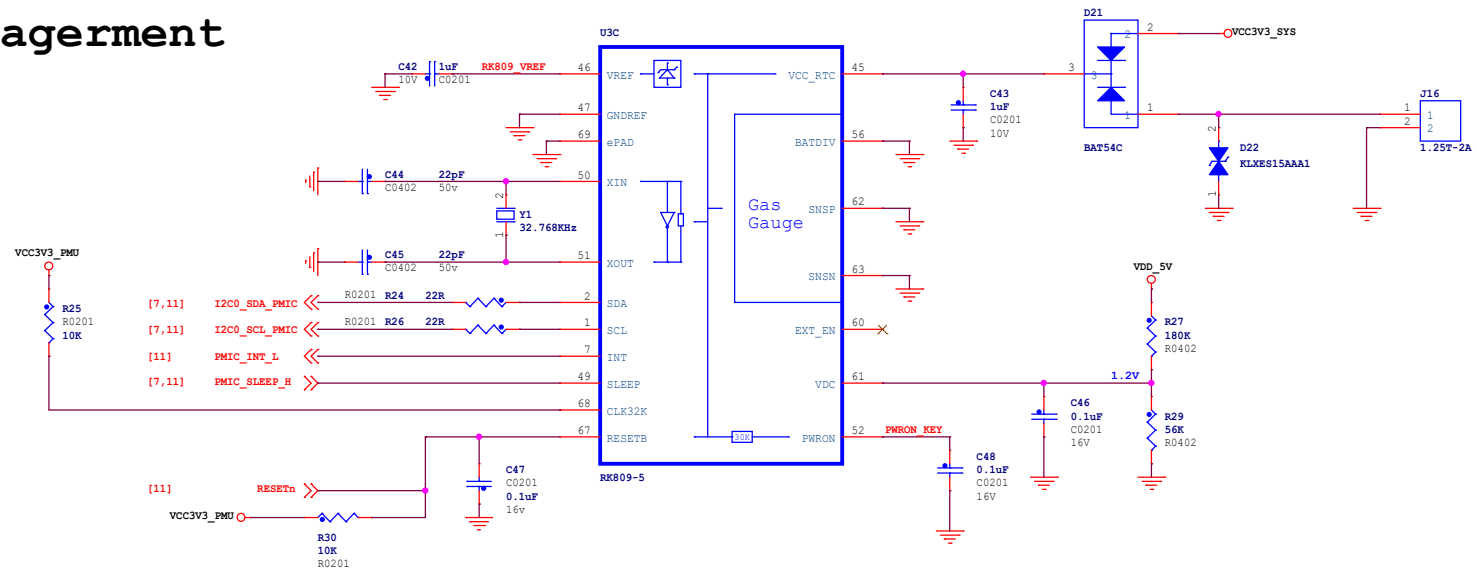 agerment
U3C
C42 1uF
10V C0201
RK809_VREF
46 VREF
47 GNDREF
69 ePAD
50 XIN
51 XOUT
2 SDA
1 SCL
7 INT
49 SLEEP
68 CLK32K
67 RESETB
VCC_RTC 45
BATDIV 56
SNSP 62
SNSN 63
EXT_EN 60
VDC 61
PWRON 52
Gas
Gauge
30K
RK809-5
C44 22pF
C0402 50v
2
Y1
32.768KHz
1
C45 22pF
C0402 50v
VCC3V3_PMU
R25
R0201
10K
[7,11] I2C0_SDA_PMIC
R0201 R24 22R
[7,11] I2C0_SCL_PMIC
R0201 R26 22R
[11] PMIC_INT_L
[7,11] PMIC_SLEEP_H
[11] RESETn
VCC3V3_PMU
R30
10K
R0201
C47
C0201
0.1uF
16v
C43
1uF
C0201
10V
D21
2 2
VCC3V3_SYS
3 3
1 1
BAT54C
2
D22
KLXES15AAA1
1
J16
1 1
2 2
1.25T-2A
VDD_5V
R27
180K
R0402
1.2V
C46
0.1uF
C0201
16V
R29
56K
R0402
PWRON_KEY
C48
0.1uF
C0201
16V